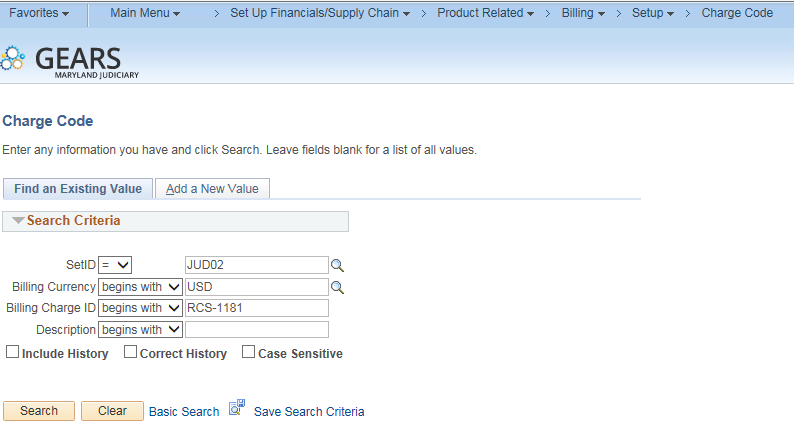 Favorites Main Menu > Set Up Financials/Supply Chain > Product Related > Billing > Setup > Charge Code
GEARS
MARYLAND JUDICIARY
Charge Code
Enter any information you have and click Search. Leave fields blank for a list of all values.
Find an Existing Value Add a New Value
Search Criteria
SetID = JUD02
Billing Currency begins with USD
Billing Charge ID begins with RCS-1181
Description begins with
Include History Correct History Case Sensitive
Search Clear Basic Search Save Search Criteria